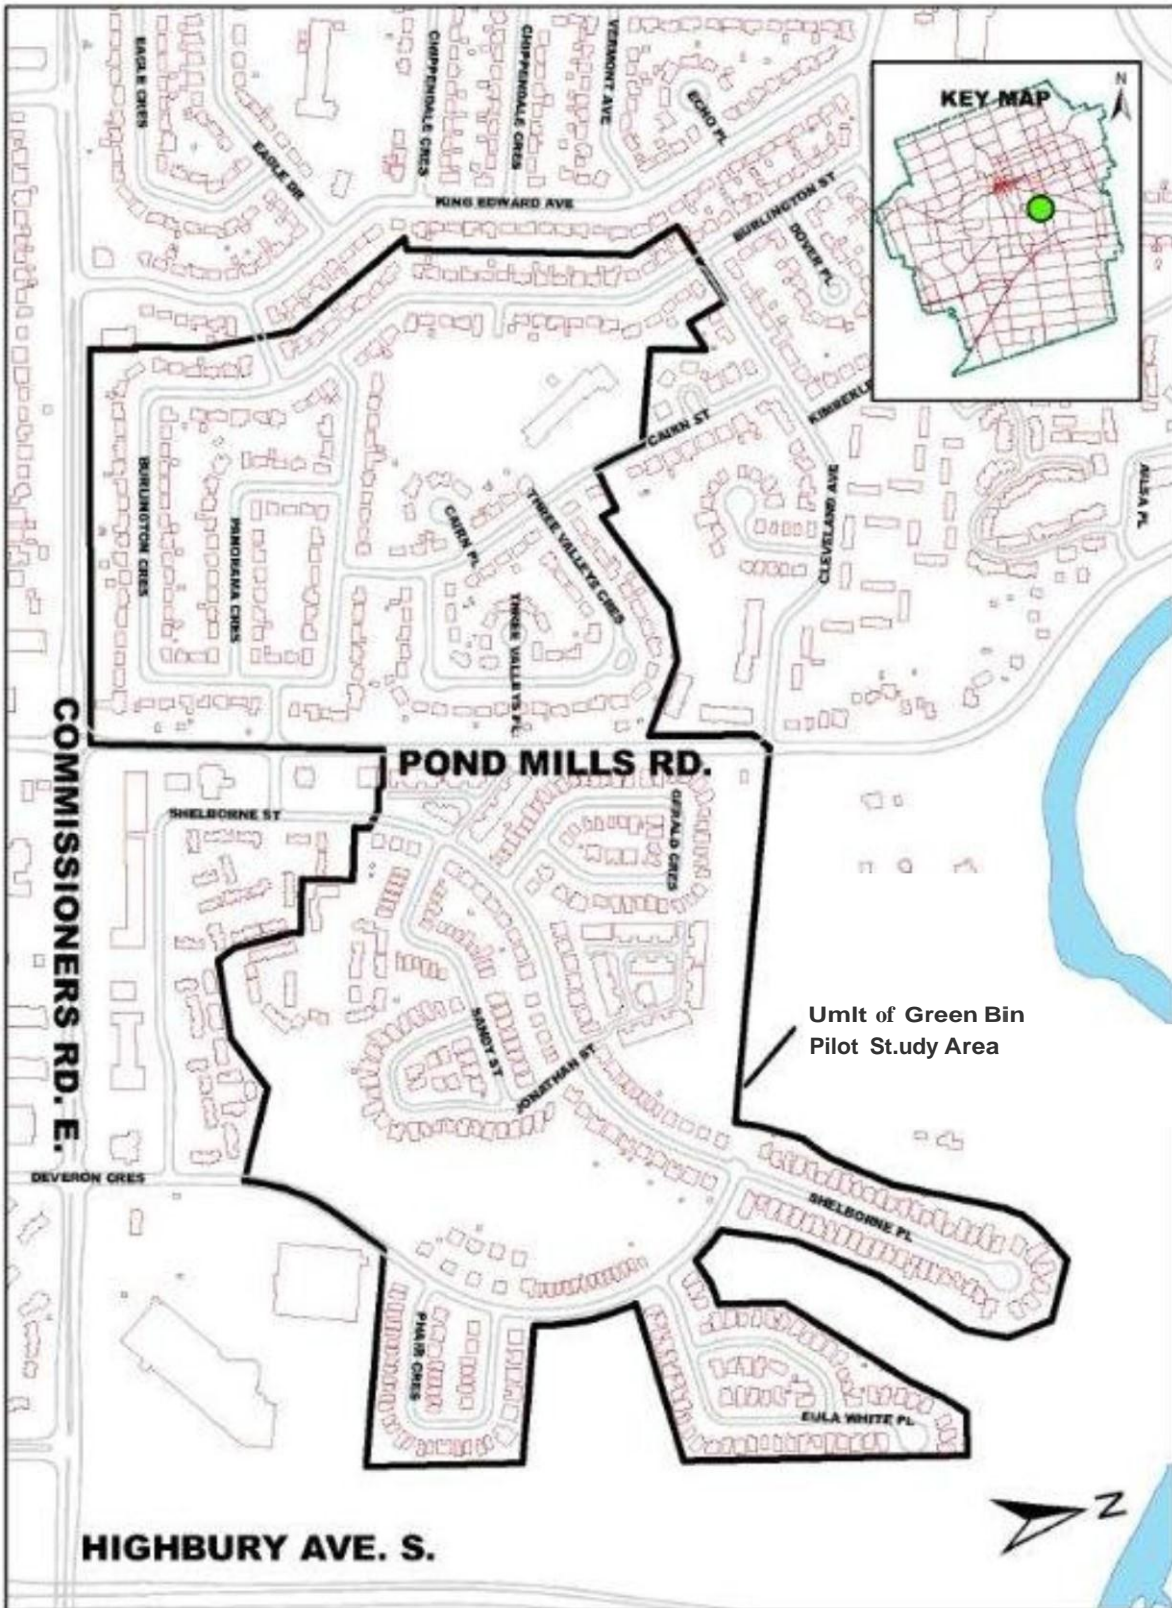 EAGLE CRES
EAGLE DR
CHIPPENDALE CRES
CHIPPENDALE CRES
VERMONT AVE
ECHO PL
KING EDWARD AVE
BURLINGTON ST
DOVER PL
KEY MAP
N
KIMBERLE
CAIRN ST
CLEVELAND AVE
AILSA PL
BURLINGTON CRES
PANORAMA CRES
CAIRN PL
THREE VALLEYS CRES
THREE VALLEYS PL
COMMISSIONERS RD. E.
POND MILLS RD.
SHELBORNE ST
GERALD CRES
SANDY ST
JONATHAN ST
Umlt of Green Bin
Pilot St.udy Area
DEVERON CRES
SHELBORNE PL
PHAIR CRES
EULA WHITE PL
N
HIGHBURY AVE. S.